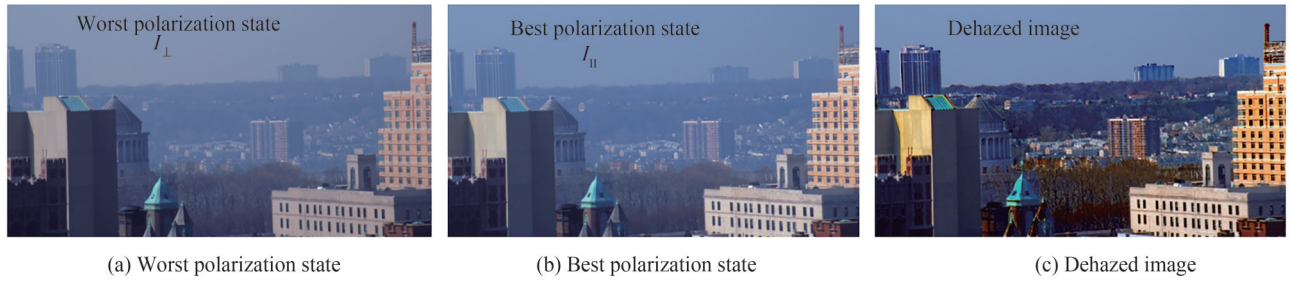 Worst polarization state
I⊥
Best polarization state
I||
Dehazed image
(a) Worst polarization state
(b) Best polarization state
(c) Dehazed image